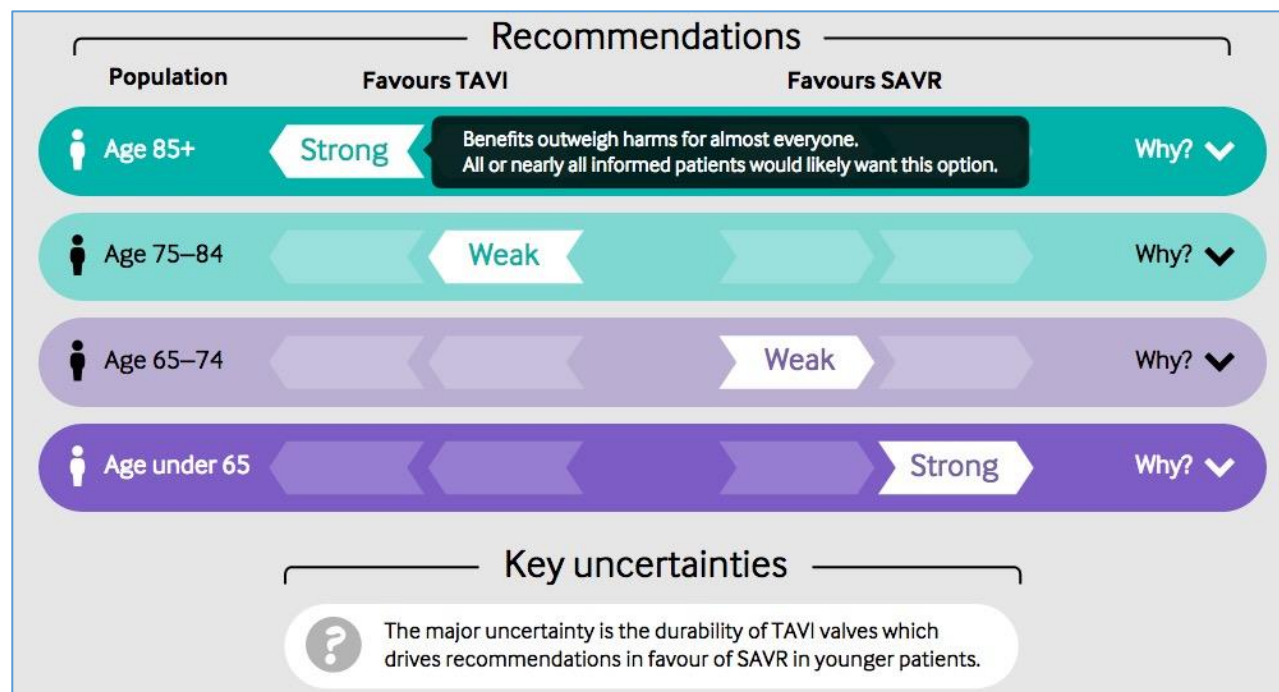 Recommendations
Population Favours TAVI Favours SAVR
Age 85+ Strong Benefits outweigh harms for almost everyone.
All or nearly all informed patients would likely want this option. Why?
Age 75–84 Weak Why?
Age 65–74 Weak Why?
Age under 65 Strong Why?
Key uncertainties
? The major uncertainty is the durability of TAVI valves which
drives recommendations in favour of SAVR in younger patients.